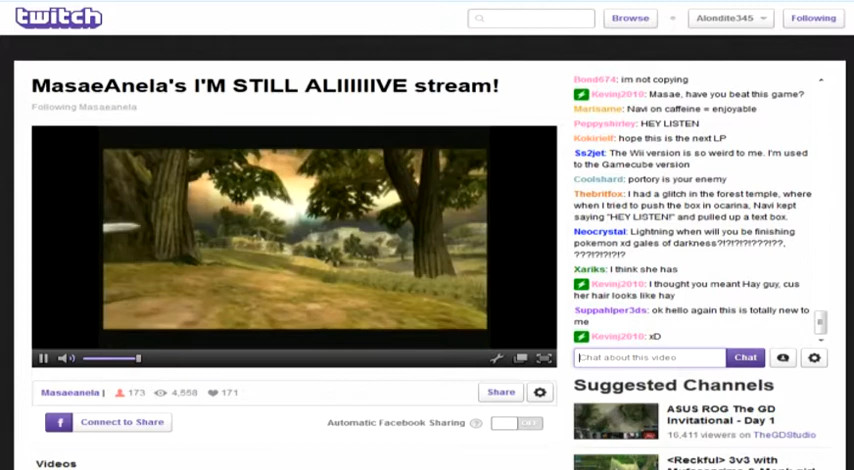 twitch
Browse
Alondite345
Following
MasaeAnela's I'M STILL ALIIIIIIVE stream!
Following Masaeanela
Bond674: im not copying
Kevinj2010: Masae, have you beat this game?
Marisame: Navi on caffeine = enjoyable
Peppyshirley: HEY LISTEN
Kokirielf: hope this is the next LP
Ss2jet: The Wii version is so weird to me. I'm used
to the Gamecube version
Coolshard: portory is your enemy
Thebritfox: I had a glitch in the forest temple, where
when I tried to push the box in ocarina, Navi kept
saying "HEY LISTEN!" and pulled up a text box.
Neocrystal: Lightning when will you be finishing
pokemon xd gales of darkness?!?!?!?!???!??,
???!?!?!?!?
Xariks: I think she has
Kevinj2010: I thought you meant Hay guy, cus
her hair looks like hay
Suppahlper3ds: ok hello again this is totally new to
me
Kevinj2010: xD
Chat about this video
Chat
Masaeanela | 173 4,558 171
Share
f Connect to Share
Automatic Facebook Sharing ? OFF
Suggested Channels
ASUS ROG The GD
Invitational - Day 1
16,411 viewers on TheGDStudio
<Reckful> 3v3 with
Videos